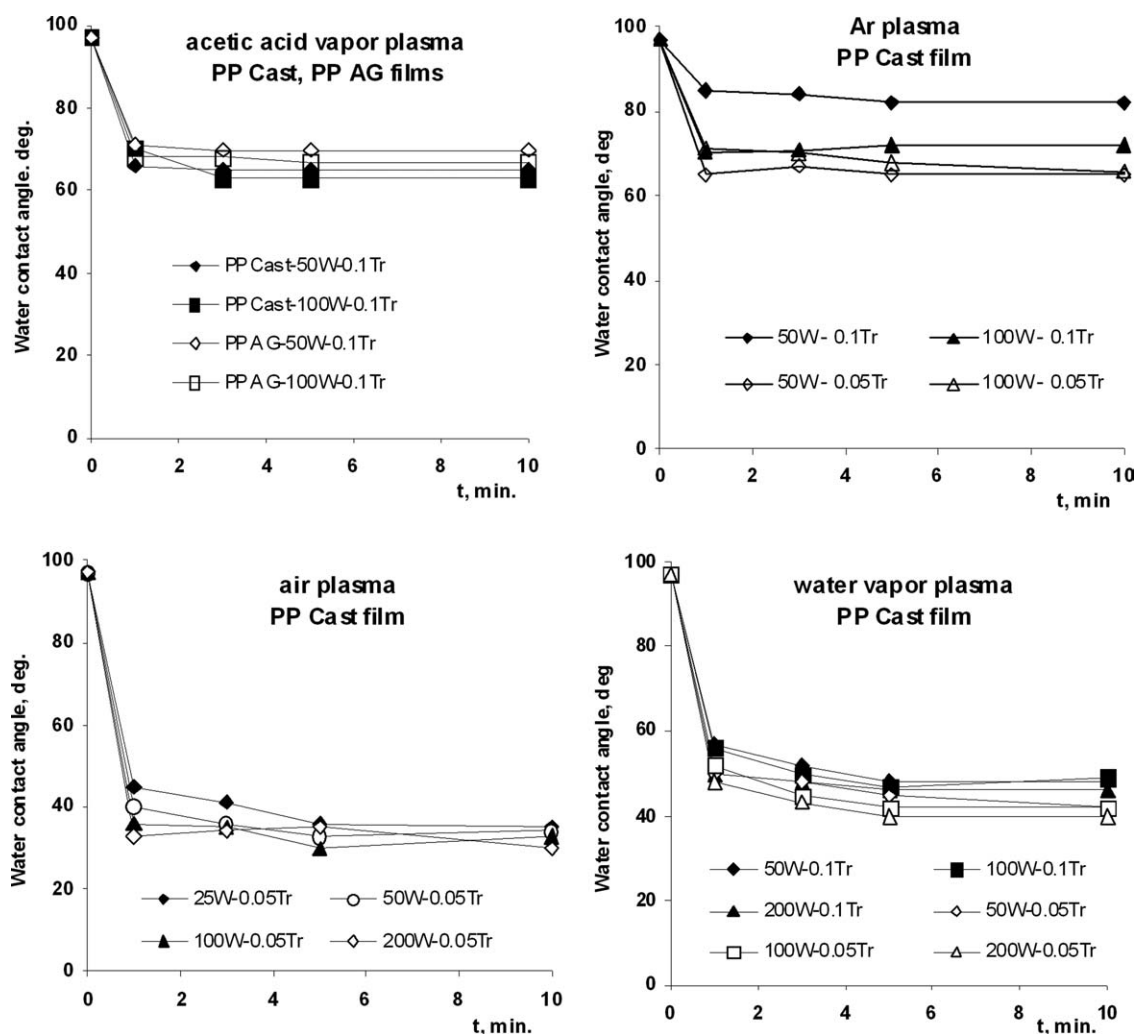 acetic acid vapor plasma
PP Cast, PP AG films
Water contact angle. deg.
100
80
60
40
20
0
PP Cast-50W-0.1Tr
PP Cast-100W-0.1Tr
PP AG-50W-0.1Tr
PP AG-100W-0.1Tr
0 2 4 6 8 10
t, min.
Ar plasma
PP Cast film
Water contact angle, deg
100
80
60
40
20
0
50W- 0.1Tr 100W- 0.1Tr
50W- 0.05Tr 100W- 0.05Tr
0 2 4 6 8 10
t, min.
air plasma
PP Cast film
Water contact angle, deg.
100
80
60
40
20
0
25W-0.05Tr 50W-0.05Tr
100W-0.05Tr 200W-0.05Tr
0 2 4 6 8 10
t, min.
water vapor plasma
PP Cast film
Water contact angle, deg
100
80
60
40
20
0
50W-0.1Tr 100W-0.1Tr
200W-0.1Tr 50W-0.05Tr
100W-0.05Tr 200W-0.05Tr
0 2 4 6 8 10
t, min.